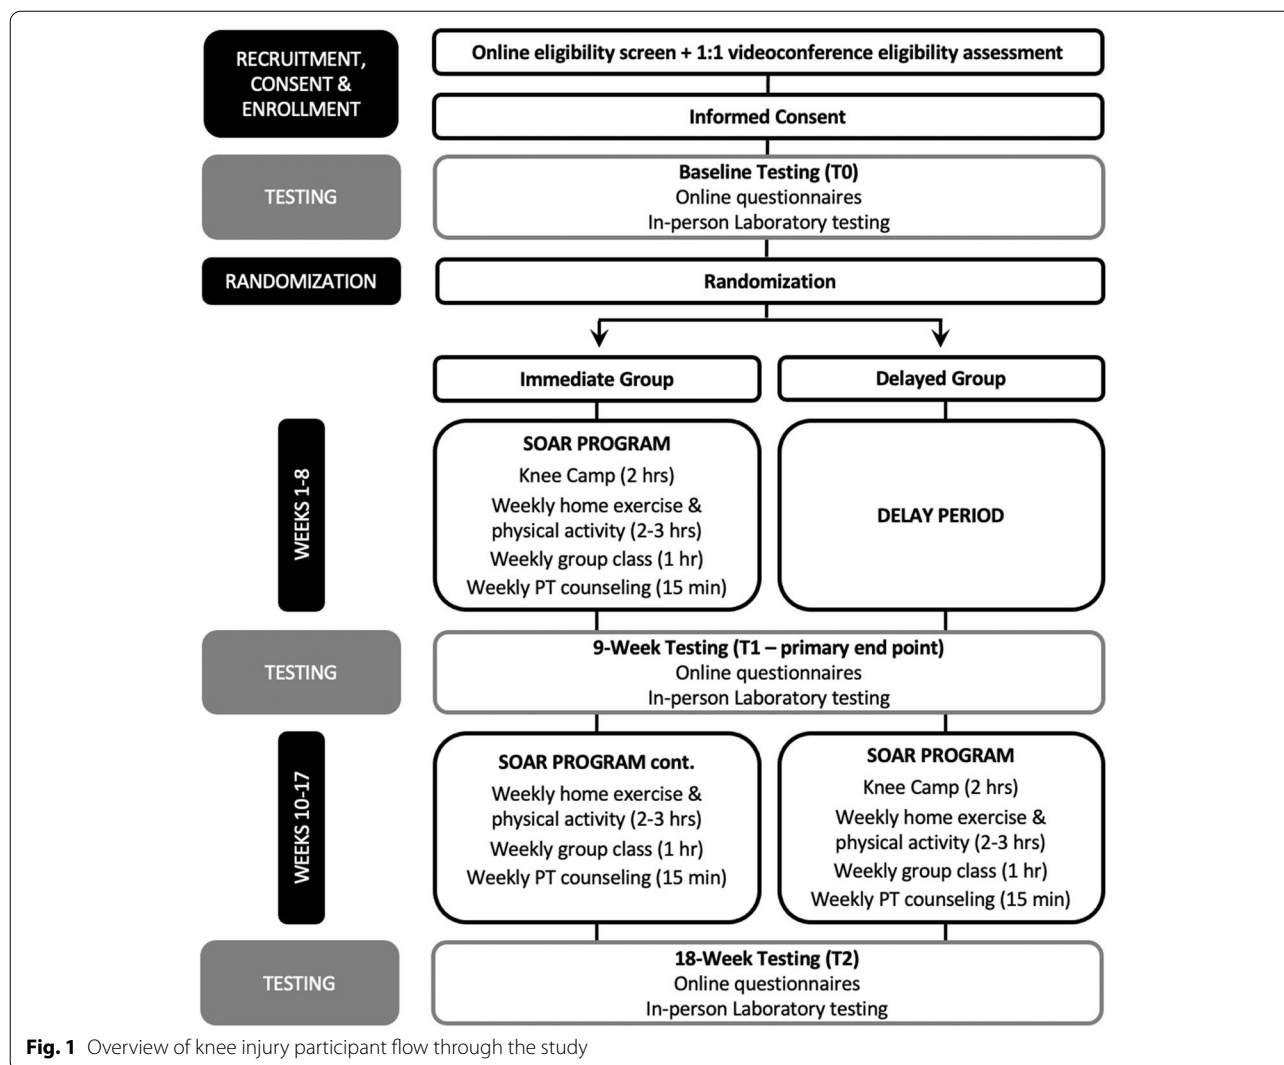 RECRUITMENT,
CONSENT &
ENROLLMENT
Online eligibility screen + 1:1 videoconference eligibility assessment
Informed Consent
TESTING
Baseline Testing (T0)
Online questionnaires
In-person Laboratory testing
RANDOMIZATION
Randomization
Immediate Group
Delayed Group
WEEKS 1-8
SOAR PROGRAM
Knee Camp (2 hrs)
Weekly home exercise &
physical activity (2-3 hrs)
Weekly group class (1 hr)
Weekly PT counseling (15 min)
DELAY PERIOD
TESTING
9-Week Testing (T1 – primary end point)
Online questionnaires
In-person Laboratory testing
WEEKS 10-17
SOAR PROGRAM cont.
Weekly home exercise &
physical activity (2-3 hrs)
Weekly group class (1 hr)
Weekly PT counseling (15 min)
SOAR PROGRAM
Knee Camp (2 hrs)
Weekly home exercise &
physical activity (2-3 hrs)
Weekly group class (1 hr)
Weekly PT counseling (15 min)
TESTING
18-Week Testing (T2)
Online questionnaires
In-person Laboratory testing
Fig. 1 Overview of knee injury participant flow through the study